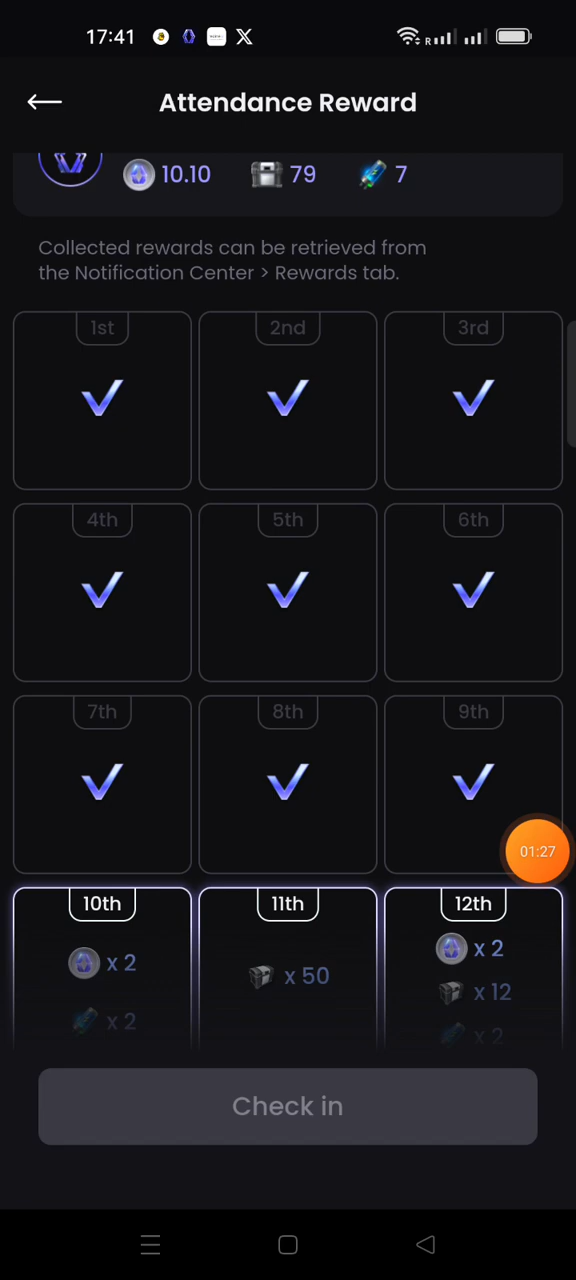 17:41
R
Attendance Reward
10.10 79 7
Collected rewards can be retrieved from
the Notification Center > Rewards tab.
1st 2nd 3rd
4th 5th 6th
7th 8th 9th
01:27
10th 11th 12th
x 2 x 50 x 2
x 12
x 2 x 2
Check in